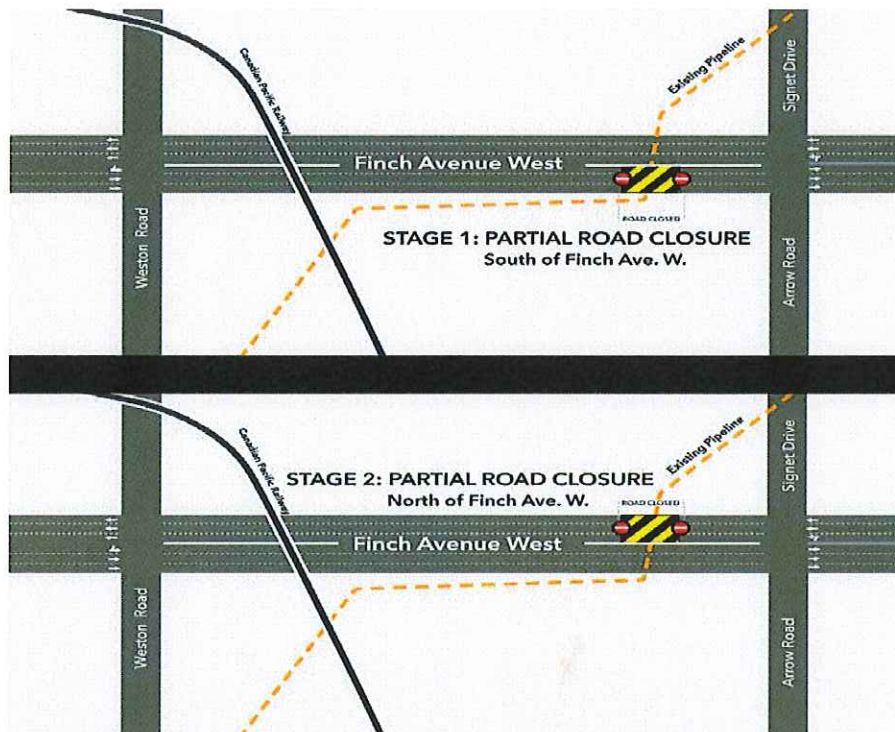 Canadian Pacific Railway
Existing Pipeline
Signet Drive
Finch Avenue West
ROAD CLOSED
STAGE 1: PARTIAL ROAD CLOSURE
South of Finch Ave. W.
Weston Road
Arrow Road
Canadian Pacific Railway
Existing Pipeline
Signet Drive
STAGE 2: PARTIAL ROAD CLOSURE
North of Finch Ave. W.
ROAD CLOSED
Finch Avenue West
Weston Road
Arrow Road